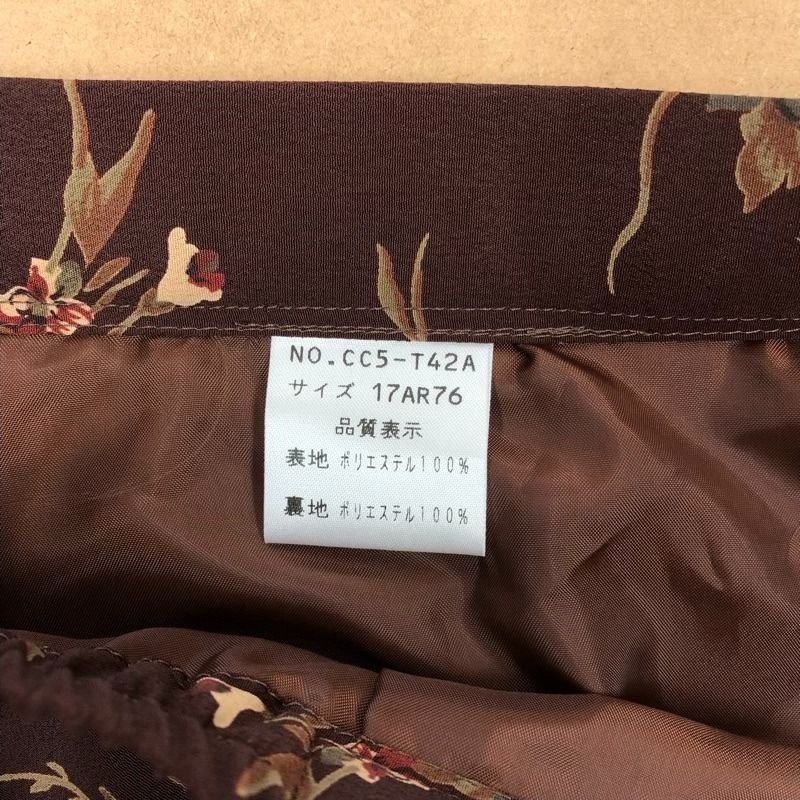 NO.CC5-T42A
サイズ 17AR76
品質表示
表地 ポリエステル100%
裏地 ポリエステル100%